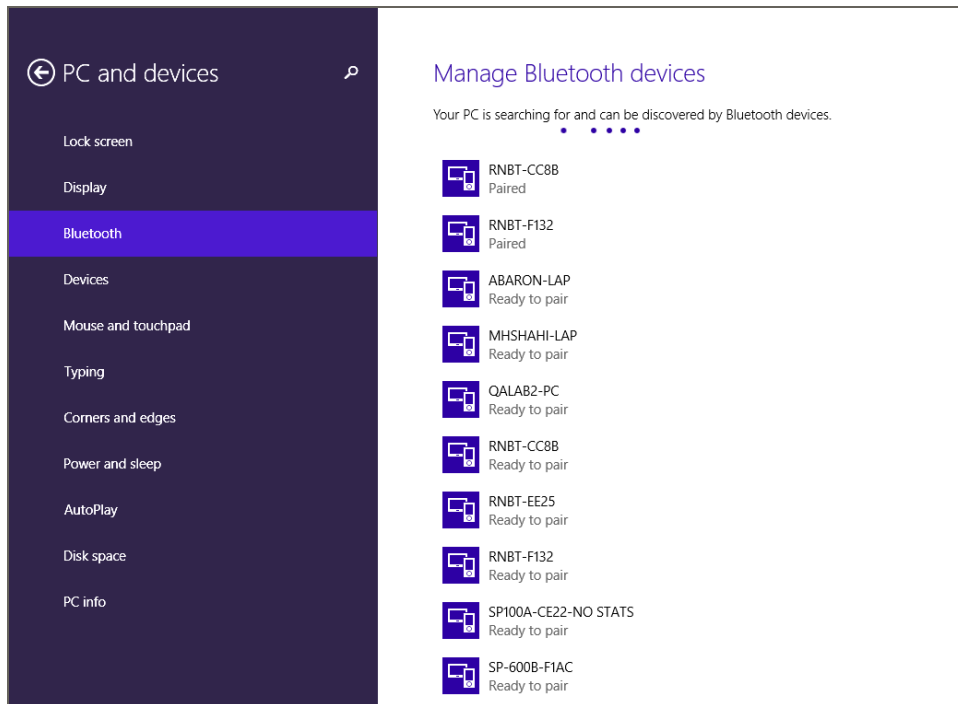 PC and devices
Lock screen
Display
Bluetooth
Devices
Mouse and touchpad
Typing
Corners and edges
Power and sleep
AutoPlay
Disk space
PC info
Manage Bluetooth devices
Your PC is searching for and can be discovered by Bluetooth devices.
RNBT-CC8B
Paired
RNBT-F132
Paired
ABARON-LAP
Ready to pair
MHSHAHI-LAP
Ready to pair
QALAB2-PC
Ready to pair
RNBT-CC8B
Ready to pair
RNBT-EE25
Ready to pair
RNBT-F132
Ready to pair
SP100A-CE22-NO STATS
Ready to pair
SP-600B-F1AC
Ready to pair